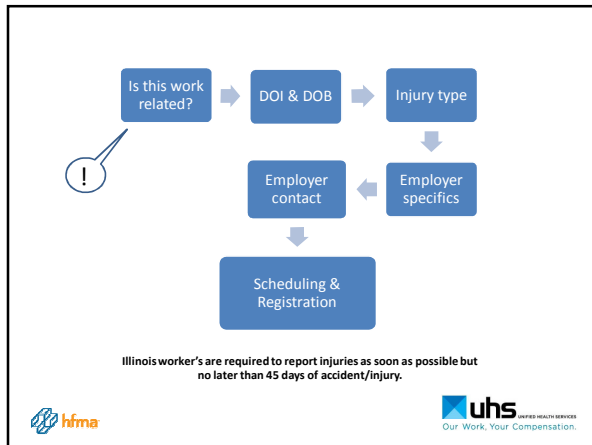 Is this work
related?
DOI & DOB
Injury type
!
Employer
contact
Employer
specifics
Scheduling &
Registration
Illinois worker's are required to report injuries as soon as possible but
no later than 45 days of accident/injury.
hfma
uhs UNIFIED HEALTH SERVICES
Our Work, Your Compensation.